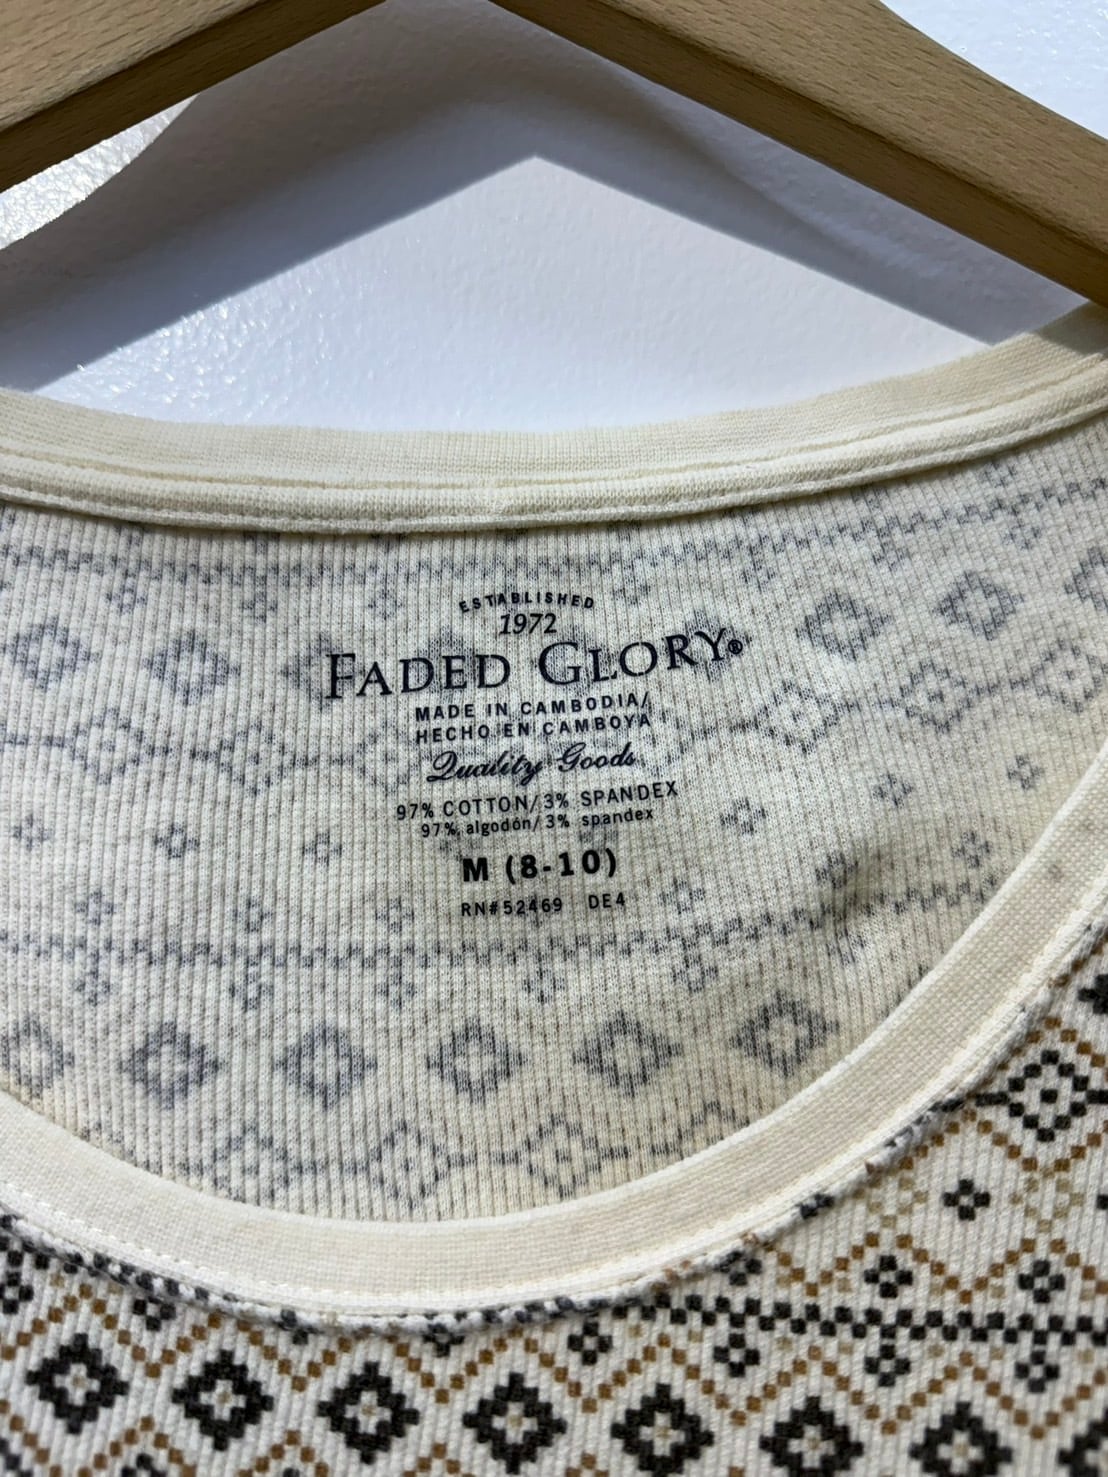 ESTABLISHED
1972
FADED GLORY®
MADE IN CAMBODIA/
HECHO EN CAMBOYA
Quality Goods
97% COTTON/3% SPANDEX
97% algodón/3% spandex
M (8-10)
RN#52469 DE4